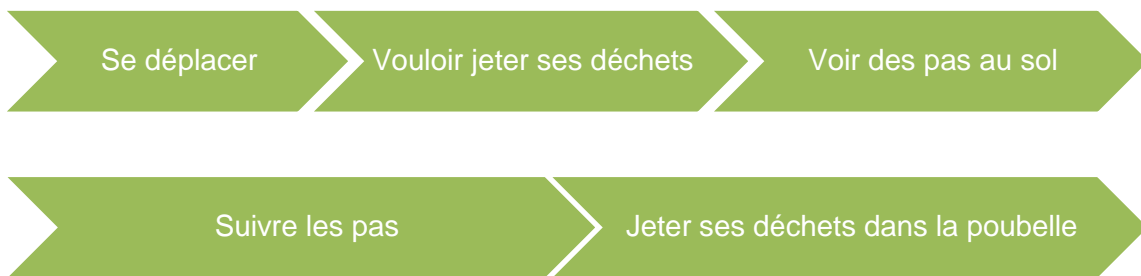 Se déplacer
Vouloir jeter ses déchets
Voir des pas au sol
Suivre les pas
Jeter ses déchets dans la poubelle